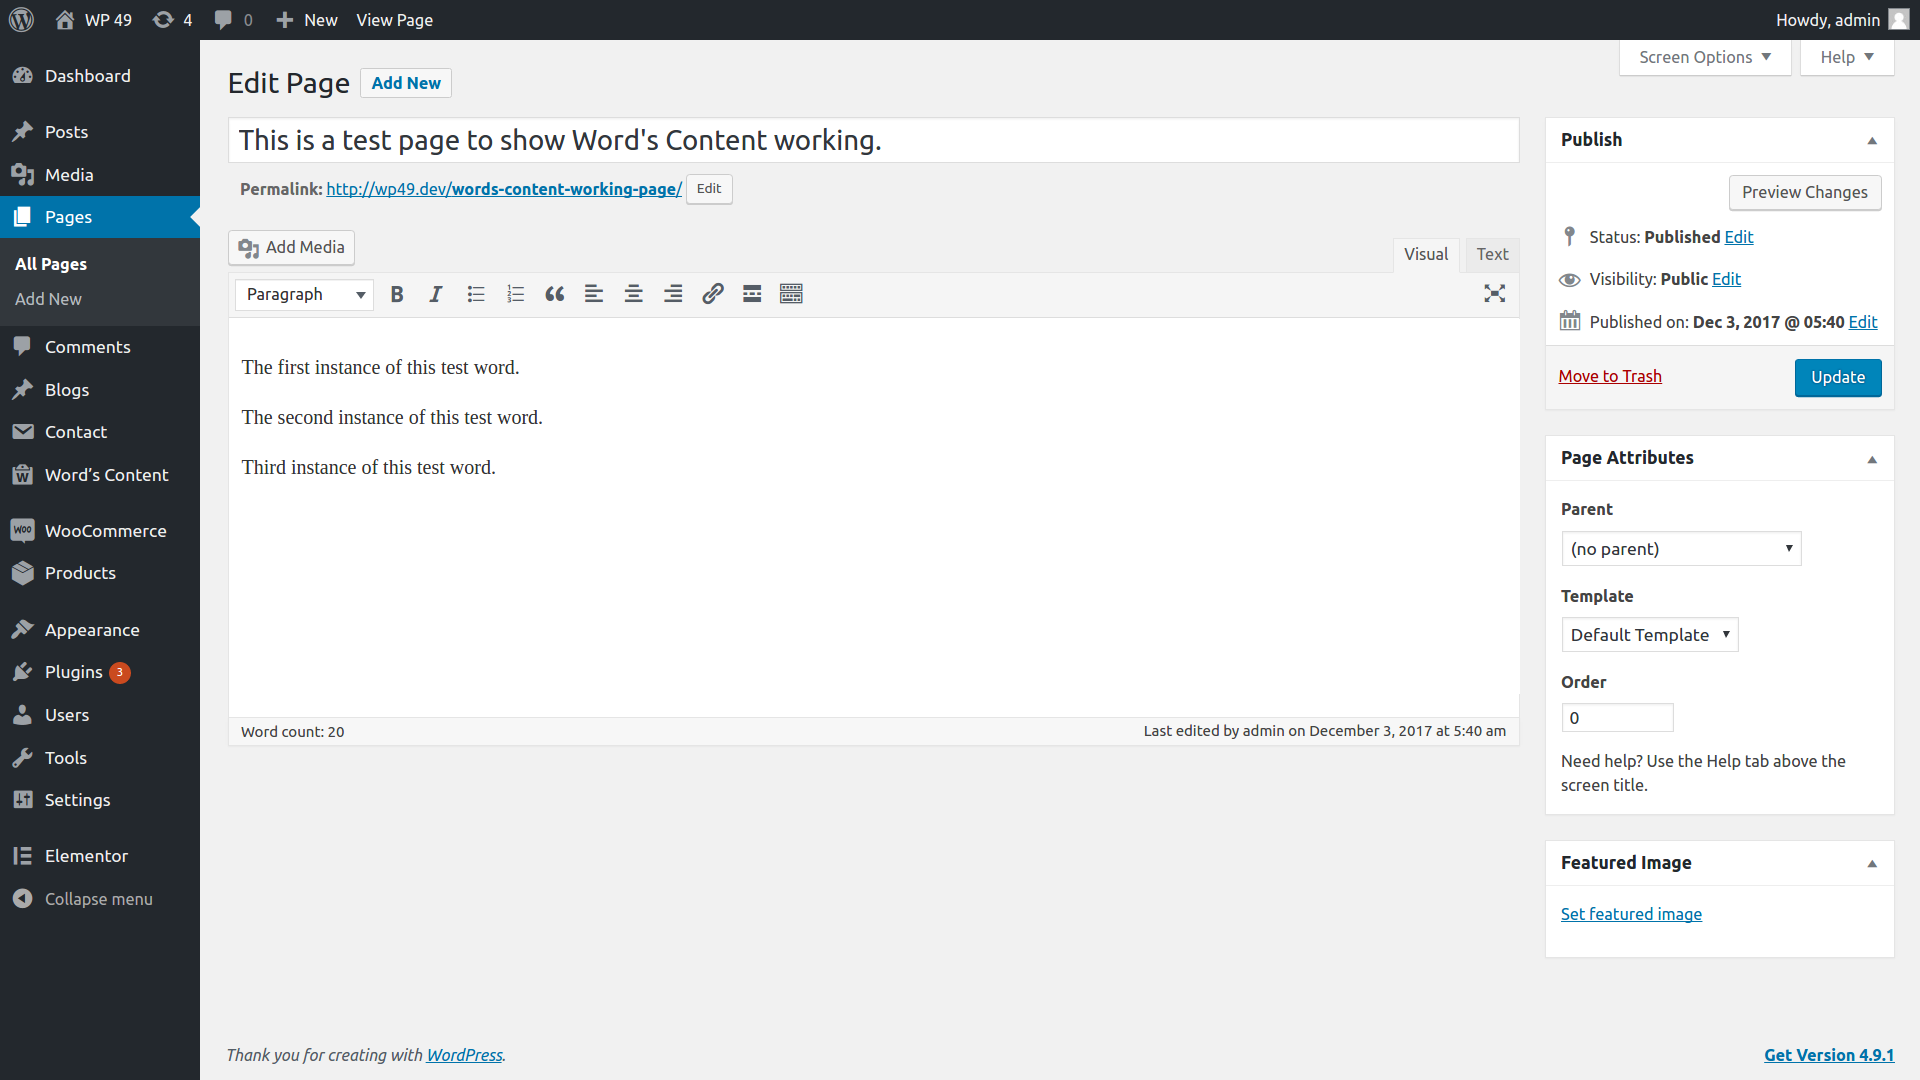 WP 49 4 0 New View Page Howdy, admin
Screen Options Help
Dashboard
Posts
Media
Pages
All Pages
Add New
Comments
Blogs
Contact
Word’s Content
WooCommerce
Products
Appearance
Plugins 3
Users
Tools
Settings
Elementor
Collapse menu
Edit Page Add New
This is a test page to show Word's Content working.
Permalink: http://wp49.dev/words-content-working-page/ Edit
Add Media
Visual Text
Paragraph
The first instance of this test word.
The second instance of this test word.
Third instance of this test word.
Word count: 20
Last edited by admin on December 3, 2017 at 5:40 am
Publish
Preview Changes
Status: Published Edit
Visibility: Public Edit
Published on: Dec 3, 2017 @ 05:40 Edit
Move to Trash Update
Page Attributes
Parent
(no parent)
Template
Default Template
Order
0
Need help? Use the Help tab above the
screen title.
Featured Image
Set featured image
Thank you for creating with WordPress.
Get Version 4.9.1